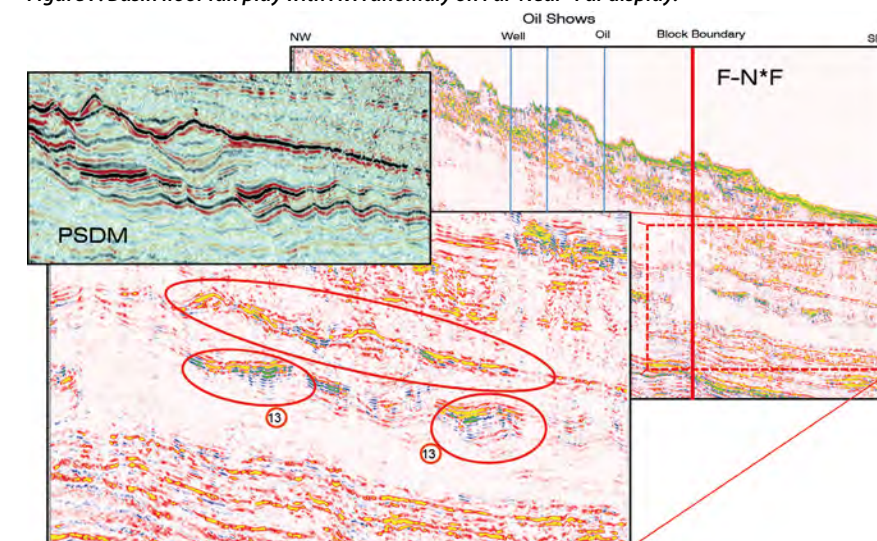 Oil Shows
NW
Well
Oil
Block Boundary
F-N*F
PSDM
13
13